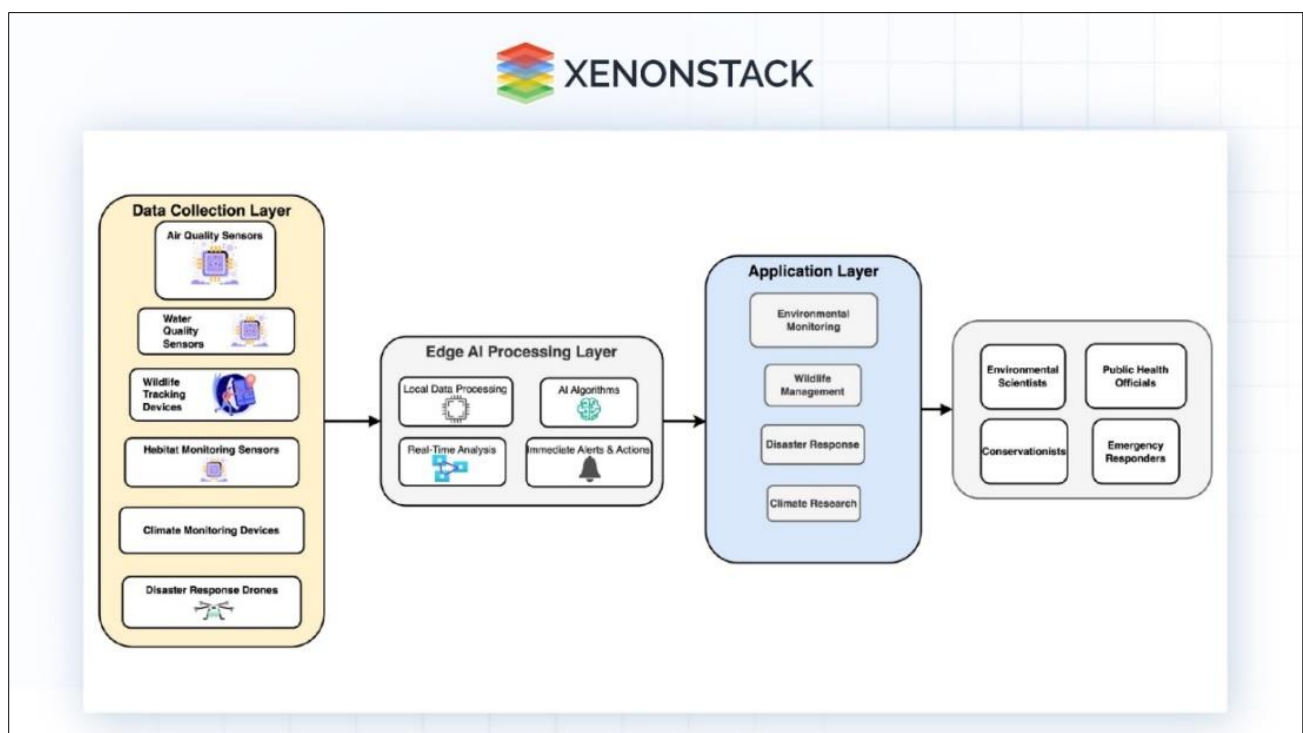 XENONSTACK
Data Collection Layer
Air Quality Sensors
Water
Quality
Sensors
Wildlife
Tracking
Devices
Habitat Monitoring Sensors
Climate Monitoring Devices
Disaster Response Drones
Edge AI Processing Layer
Local Data Processing
AI Algorithms
Real-Time Analysis
Immediate Alerts & Actions
Application Layer
Environmental
Monitoring
Wildlife
Management
Disaster Response
Climate Research
Environmental
Scientists
Public Health
Officials
Conservationists
Emergency
Responders